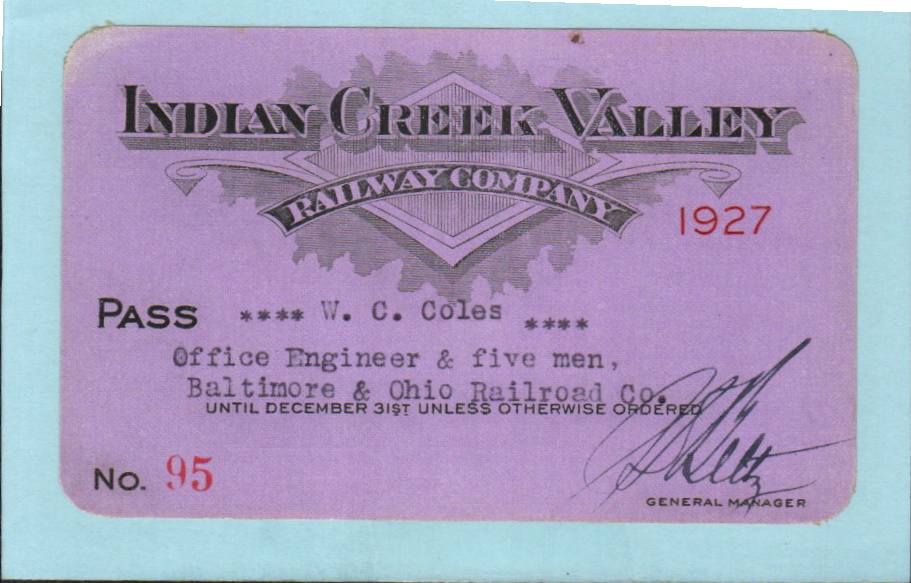 INDIAN CREEK VALLEY
RAILWAY COMPANY
1927
PASS **** W. C. Coles ****
Office Engineer & five men,
Baltimore & Ohio Railroad Co.
UNTIL DECEMBER 31ST UNLESS OTHERWISE ORDERED
No. 95
GENERAL MANAGER